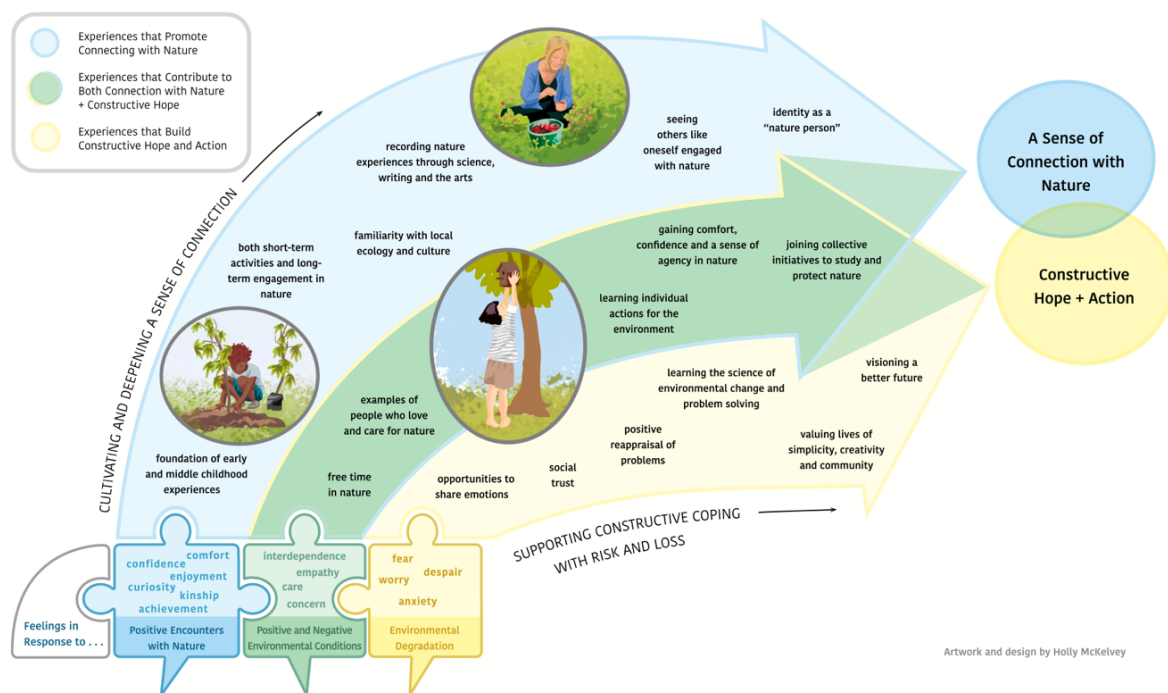 Experiences that Promote
Connecting with Nature
Experiences that Contribute to
Both Connection with Nature
+ Constructive Hope
Experiences that Build
Constructive Hope and Action
CULTIVATING AND DEEPENING A SENSE OF CONNECTION
recording nature
experiences through science,
writing and the arts
seeing
others like
oneself engaged
with nature
identity as a
“nature person”
both short-term
activities and long-
term engagement in
nature
familiarity with local
ecology and culture
foundation of early
and middle childhood
experiences
gaining comfort,
confidence and a sense of
agency in nature
joining collective
initiatives to study and
protect nature
learning individual
actions for the
environment
examples of
people who love
and care for nature
free time
in nature
learning the science of
environmental change and
problem solving
visioning a
better future
positive
reappraisal of
problems
valuing lives of
simplicity, creativity
and community
opportunities to
share emotions
social
trust
SUPPORTING CONSTRUCTIVE COPING
WITH RISK AND LOSS
A Sense of
Connection with
Nature
Constructive
Hope + Action
Feelings in
Response to . . .
comfort
confidence
enjoyment
curiosity
kinship
achievement
Positive Encounters
with Nature
interdependence
empathy
care
concern
Positive and Negative
Environmental Conditions
fear
despair
worry
anxiety
Environmental
Degradation
Artwork and design by Holly McKelvey